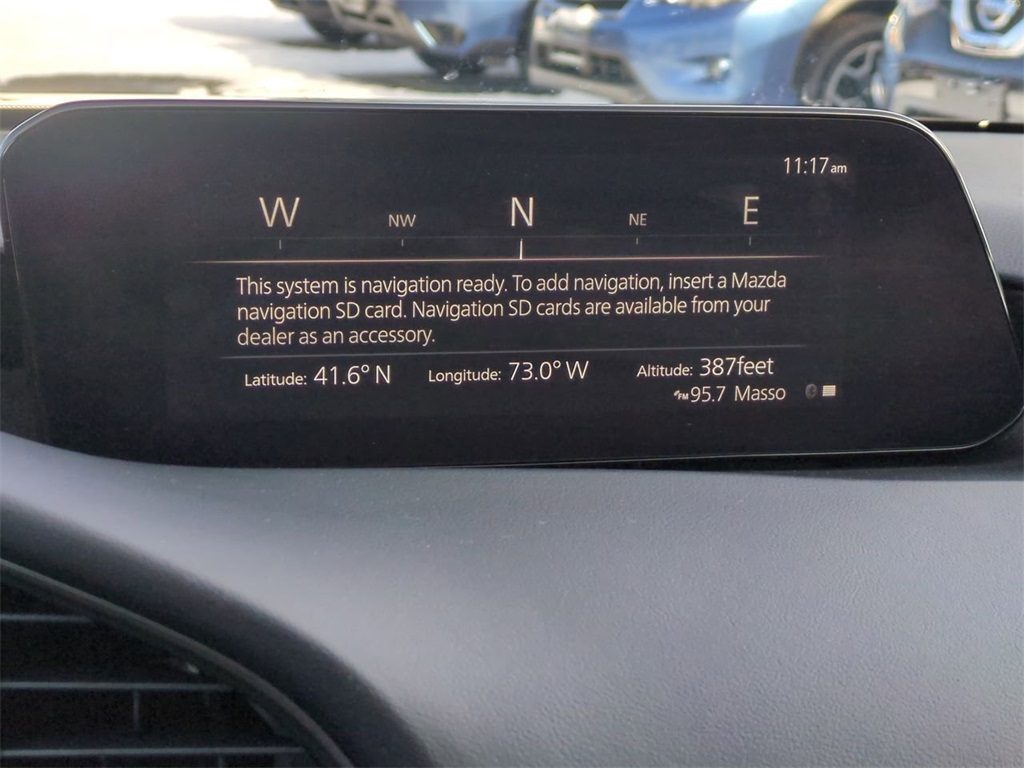 11:17am
W NW N NE E
This system is navigation ready. To add navigation, insert a Mazda
navigation SD card. Navigation SD cards are available from your
dealer as an accessory.
Latitude: 41.6° N Longitude: 73.0° W Altitude: 387feet
FM 95.7 Masso